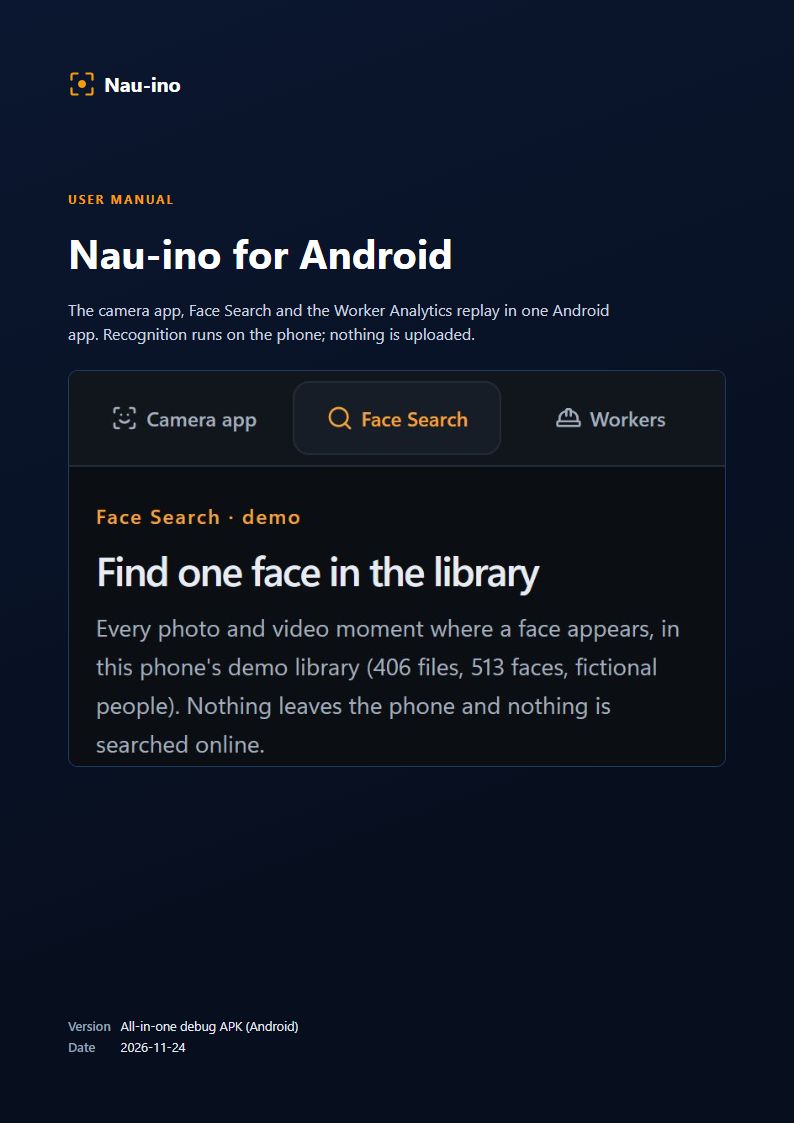 Nau-ino
USER MANUAL
Nau-ino for Android
The camera app, Face Search and the Worker Analytics replay in one Android
app. Recognition runs on the phone; nothing is uploaded.
Camera app
Face Search
Workers
Face Search · demo
Find one face in the library
Every photo and video moment where a face appears, in
this phone's demo library (406 files, 513 faces, fictional
people). Nothing leaves the phone and nothing is
searched online.
Version All-in-one debug APK (Android)
Date 2026-11-24